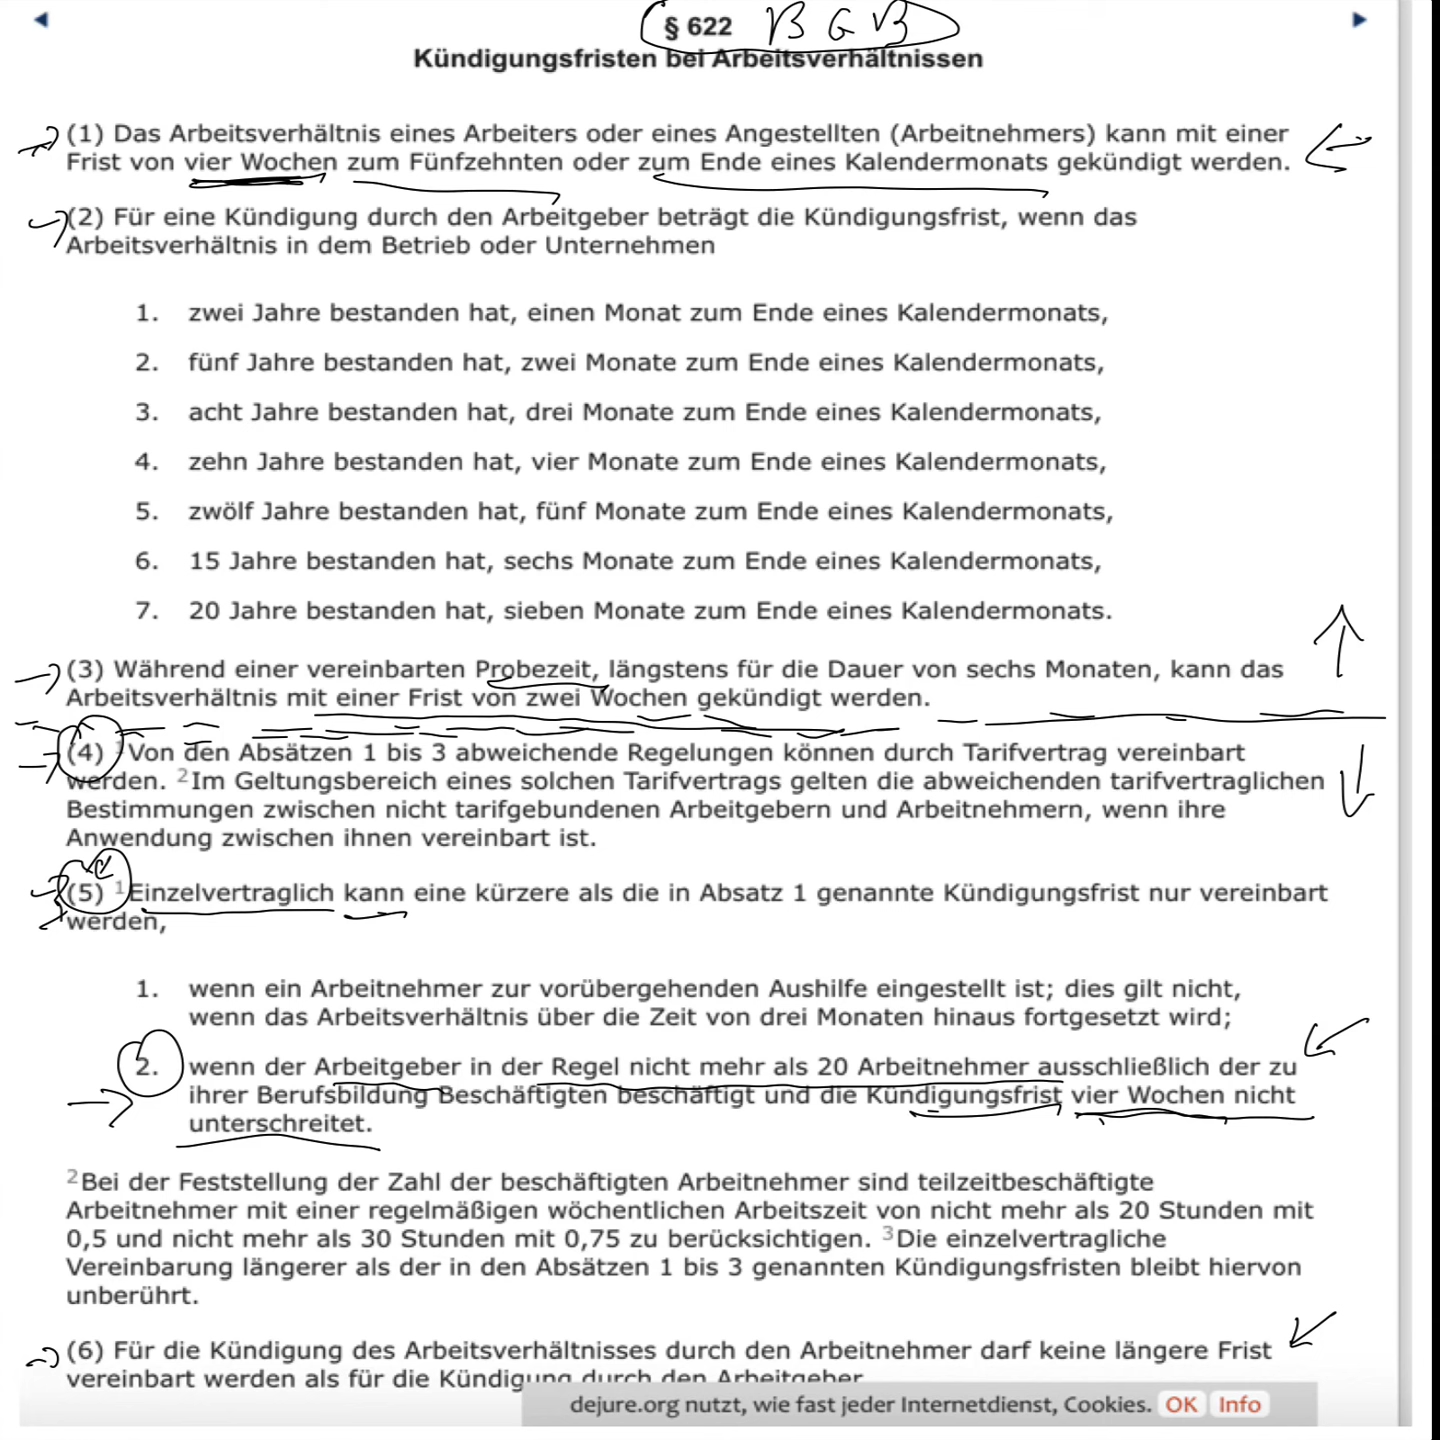 § 622 BGB
Kündigungsfristen bei Arbeitsverhältnissen
(1) Das Arbeitsverhältnis eines Arbeiters oder eines Angestellten (Arbeitnehmers) kann mit einer
Frist von vier Wochen zum Fünfzehnten oder zum Ende eines Kalendermonats gekündigt werden.
(2) Für eine Kündigung durch den Arbeitgeber beträgt die Kündigungsfrist, wenn das
Arbeitsverhältnis in dem Betrieb oder Unternehmen
1. zwei Jahre bestanden hat, einen Monat zum Ende eines Kalendermonats,
2. fünf Jahre bestanden hat, zwei Monate zum Ende eines Kalendermonats,
3. acht Jahre bestanden hat, drei Monate zum Ende eines Kalendermonats,
4. zehn Jahre bestanden hat, vier Monate zum Ende eines Kalendermonats,
5. zwölf Jahre bestanden hat, fünf Monate zum Ende eines Kalendermonats,
6. 15 Jahre bestanden hat, sechs Monate zum Ende eines Kalendermonats,
7. 20 Jahre bestanden hat, sieben Monate zum Ende eines Kalendermonats.
(3) Während einer vereinbarten Probezeit, längstens für die Dauer von sechs Monaten, kann das
Arbeitsverhältnis mit einer Frist von zwei Wochen gekündigt werden.
(4) ¹Von den Absätzen 1 bis 3 abweichende Regelungen können durch Tarifvertrag vereinbart
werden. ²Im Geltungsbereich eines solchen Tarifvertrags gelten die abweichenden tarifvertraglichen
Bestimmungen zwischen nicht tarifgebundenen Arbeitgebern und Arbeitnehmern, wenn ihre
Anwendung zwischen ihnen vereinbart ist.
(5) ¹Einzelvertraglich kann eine kürzere als die in Absatz 1 genannte Kündigungsfrist nur vereinbart
werden,
1. wenn ein Arbeitnehmer zur vorübergehenden Aushilfe eingestellt ist; dies gilt nicht,
wenn das Arbeitsverhältnis über die Zeit von drei Monaten hinaus fortgesetzt wird;
2. wenn der Arbeitgeber in der Regel nicht mehr als 20 Arbeitnehmer ausschließlich der zu
ihrer Berufsbildung Beschäftigten beschäftigt und die Kündigungsfrist vier Wochen nicht
unterschreitet.
²Bei der Feststellung der Zahl der beschäftigten Arbeitnehmer sind teilzeitbeschäftigte
Arbeitnehmer mit einer regelmäßigen wöchentlichen Arbeitszeit von nicht mehr als 20 Stunden mit
0,5 und nicht mehr als 30 Stunden mit 0,75 zu berücksichtigen. ³Die einzelvertragliche
Vereinbarung längerer als der in den Absätzen 1 bis 3 genannten Kündigungsfristen bleibt hiervon
unberührt.
(6) Für die Kündigung des Arbeitsverhältnisses durch den Arbeitnehmer darf keine längere Frist
vereinbart werden als für die Kündigung durch den Arbeitgeber
dejure.org nutzt, wie fast jeder Internetdienst, Cookies. OK Info